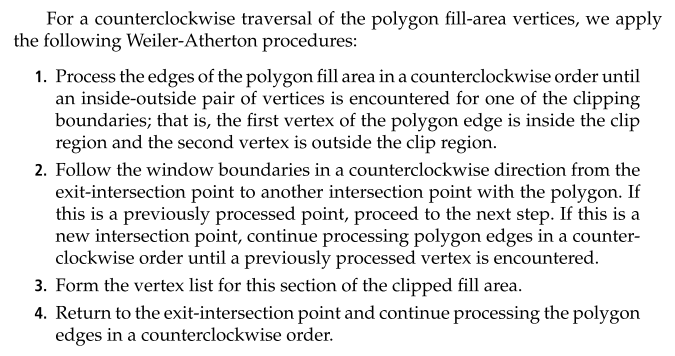 For a counterclockwise traversal of the polygon fill-area vertices, we apply
the following Weiler-Atherton procedures:
1. Process the edges of the polygon fill area in a counterclockwise order until
an inside-outside pair of vertices is encountered for one of the clipping
boundaries; that is, the first vertex of the polygon edge is inside the clip
region and the second vertex is outside the clip region.
2. Follow the window boundaries in a counterclockwise direction from the
exit-intersection point to another intersection point with the polygon. If
this is a previously processed point, proceed to the next step. If this is a
new intersection point, continue processing polygon edges in a counter-
clockwise order until a previously processed vertex is encountered.
3. Form the vertex list for this section of the clipped fill area.
4. Return to the exit-intersection point and continue processing the polygon
edges in a counterclockwise order.